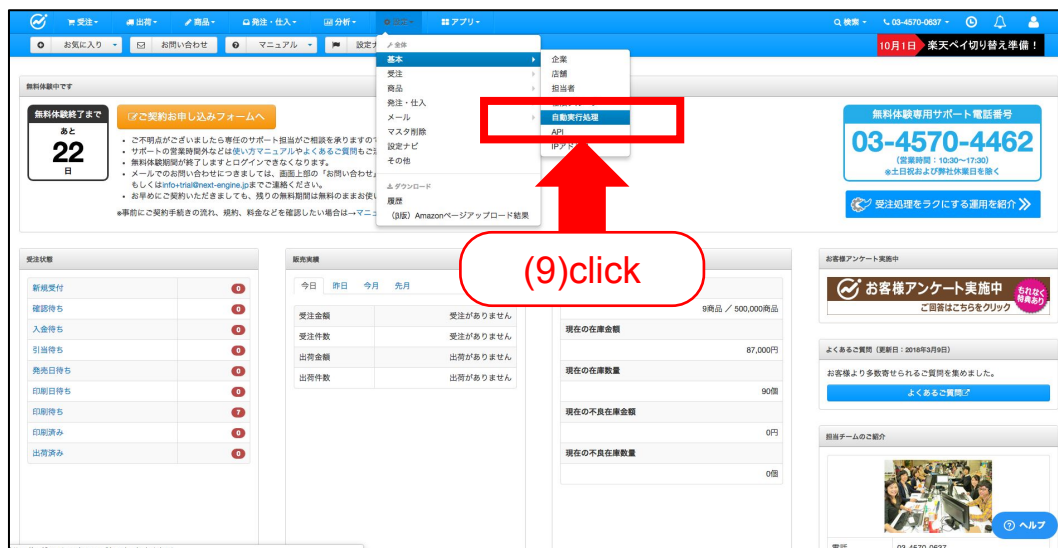 受注 出荷 商品 発注・仕入 分析 設定 アプリ 検索 03-4570-0637
お気に入り お問い合わせ マニュアル 設定ナ
10月1日 楽天ペイ切り替え準備！
全体
基本
受注
商品
発注・仕入
メール
マスタ削除
設定ナビ
その他
ダウンロード
履歴
(β版) Amazonページアップロード結果
企業
店舗
担当者
自動実行処理
API
IPアド
(9)click
無料体験中です
無料体験終了まで
あと
22
日
ご契約お申し込みフォームへ
• ご不明点がございましたら専任のサポート担当がご相談を承りますので
• サポートの営業時間外などは使い方マニュアルやよくあるご質問もご活
• 無料体験期間が終了しますとログインできなくなります。
• メールでのお問い合わせにつきましては、画面上部の「お問い合わせ」
もしくはinfo+trial@next-engine.jpまでご連絡ください。
• お早めにご契約いただきましても、残りの無料期間は無料のままお使い
※事前にご契約手続きの流れ、規約、料金などを確認したい場合は→マニュ
無料体験専用サポート電話番号
03-4570-4462
(営業時間：10:30〜17:30)
※土日祝および弊社休業日を除く
受注処理をラクにする運用を紹介
受注状態
新規受付 0
確認待ち 0
入金待ち 0
引当待ち 0
発売日待ち 0
印刷日待ち 0
印刷待ち 7
印刷済み 0
出荷済み 0
販売実績
今日 昨日 今月 先月
受注金額 受注がありません
受注件数 受注がありません
出荷金額 出荷がありません
出荷件数 出荷がありません
9商品 / 500,000商品
現在の在庫金額
87,000円
現在の在庫数量
90個
現在の不良在庫金額
0円
現在の不良在庫数量
0個
お客様アンケート実施中
お客様アンケート実施中
ご回答はこちらをクリック
もれなく
特典あり
よくあるご質問（更新日：2018年3月9日）
お客様より多数寄せられるご質問を集めました。
よくあるご質問
担当チームのご紹介
ヘルプ
電話 03-4570-0637